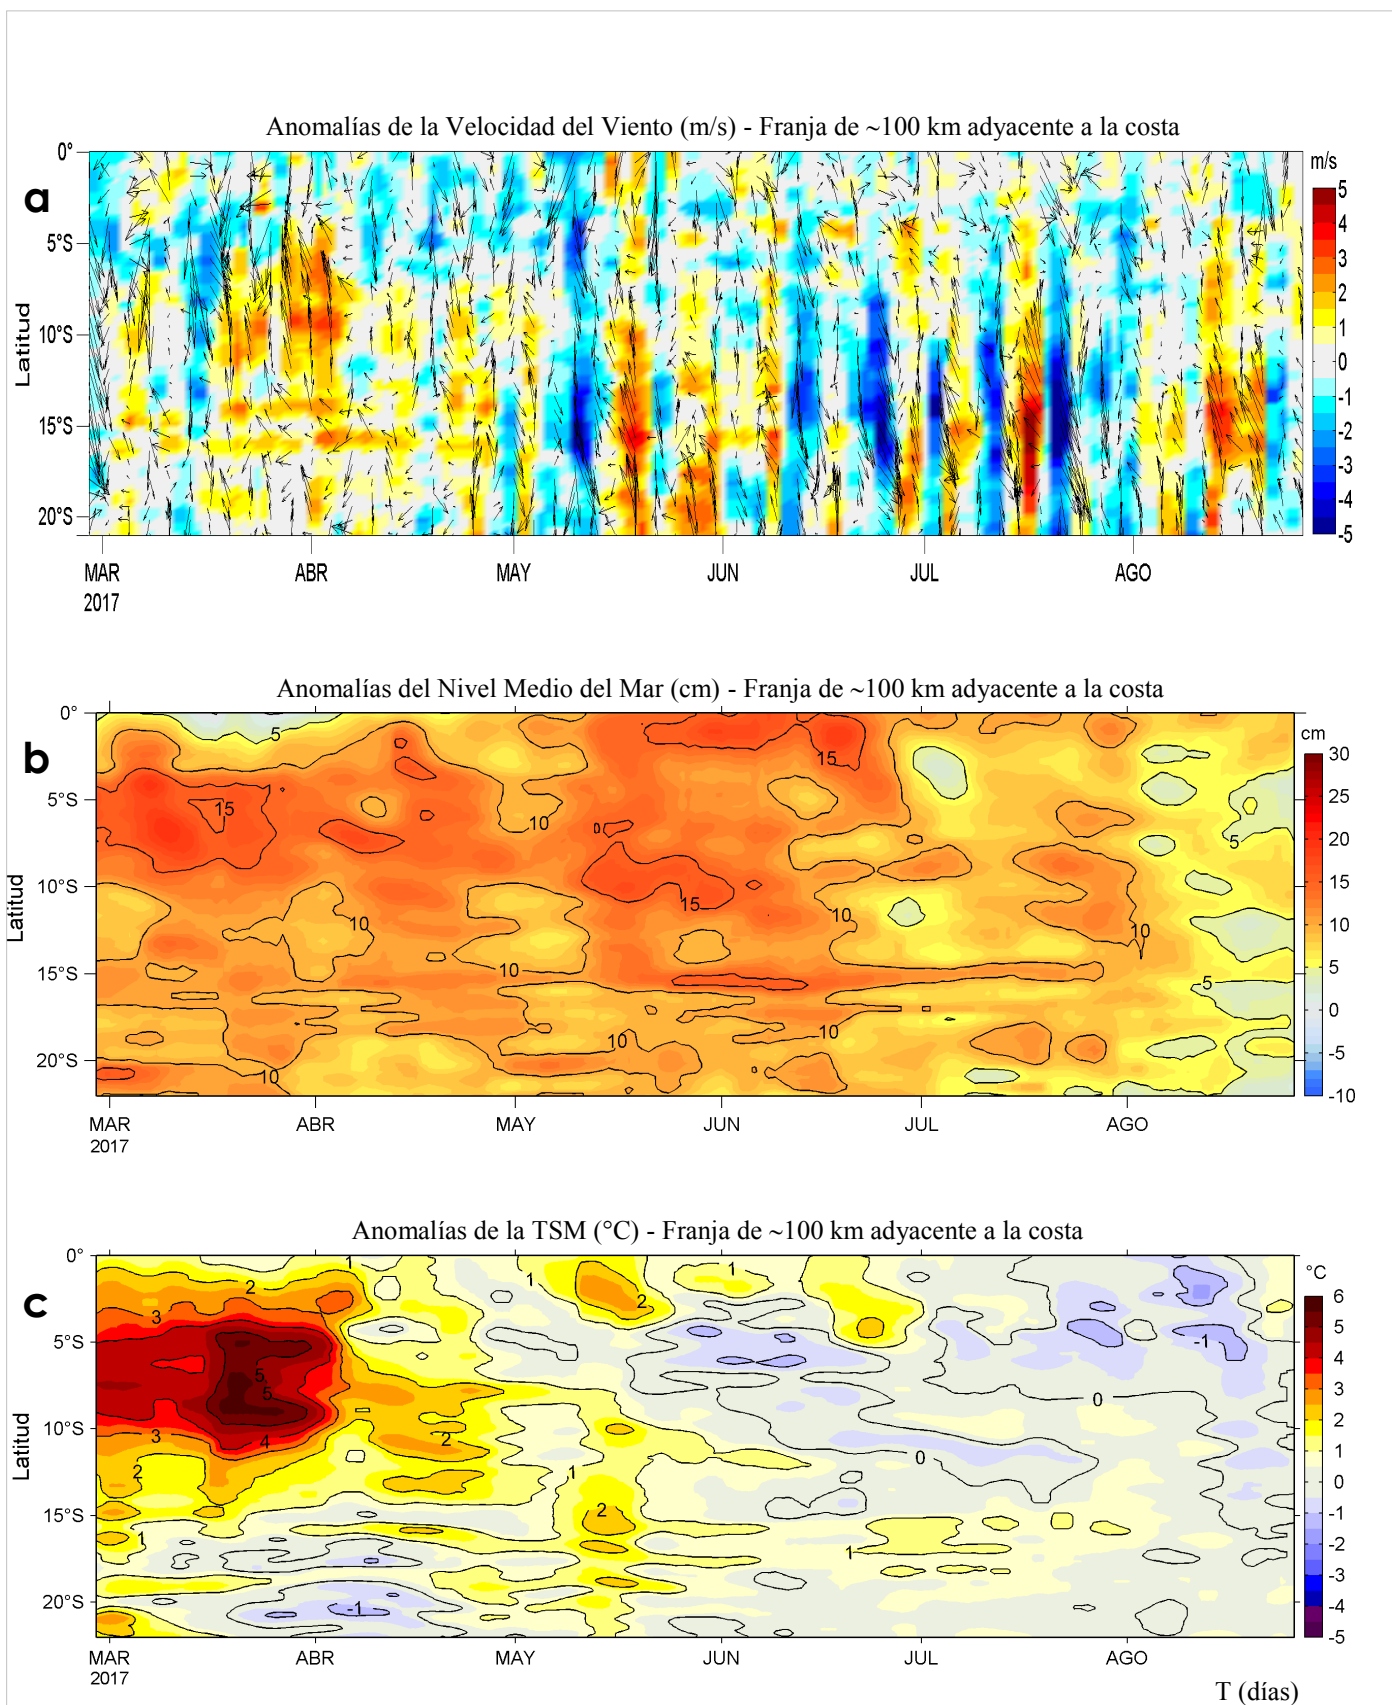 Anomalías de la Velocidad del Viento (m/s) - Franja de ~100 km adyacente a la costa
a
Latitud
0°
5°S
10°S
15°S
20°S
m/s
5
4
3
2
1
0
-1
-2
-3
-4
-5
MAR ABR MAY JUN JUL AGO
2017
Anomalías del Nivel Medio del Mar (cm) - Franja de ~100 km adyacente a la costa
b
Latitud
0°
5°S
10°S
15°S
20°S
5
15
15
10
5
15
10
10
10
10
5
10
10
10
cm
30
25
20
15
10
5
0
-5
-10
MAR ABR MAY JUN JUL AGO
2017
Anomalías de la TSM (°C) - Franja de ~100 km adyacente a la costa
c
Latitud
0°
5°S
10°S
15°S
20°S
1
2
1
1
2
3
-1
5
5
0
3
4
2
0
2
1
2
1
1
-1
°C
6
5
4
3
2
1
0
-1
-2
-3
-4
-5
MAR ABR MAY JUN JUL AGO
2017
T (días)